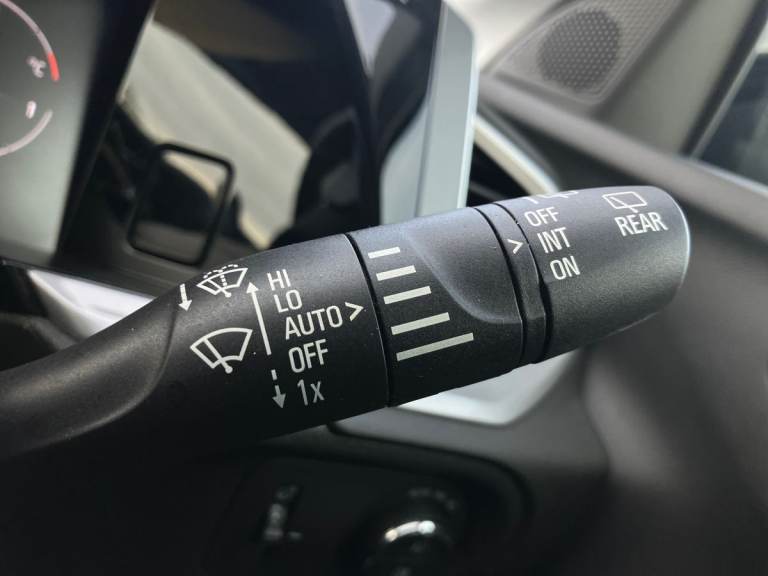 HI
LO
AUTO >
OFF
1x
> OFF
INT
ON
REAR